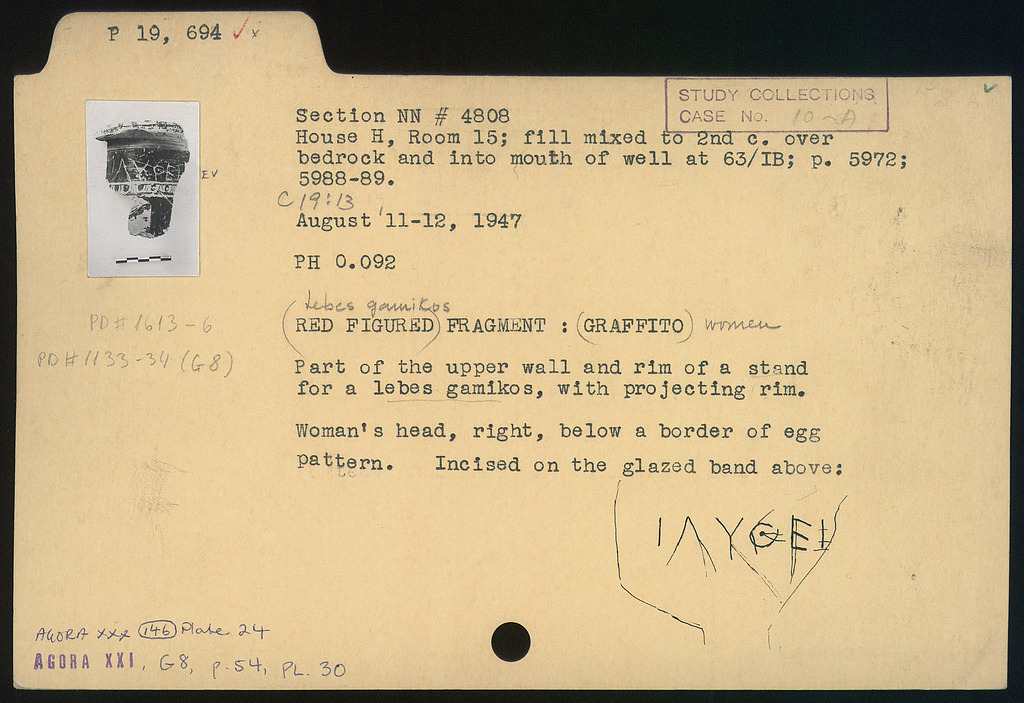 P 19, 694 ✓ x
STUDY COLLECTIONS
CASE No. 10-A
Section NN # 4808
House H, Room 15; fill mixed to 2nd c. over
bedrock and into mouth of well at 63/IB; p. 5972;
5988-89.
C 19:13
August 11-12, 1947
PH 0.092
EV
PD# 1613-6
PD# 1133-34 (G8)
lebes gamikos
(RED FIGURED) FRAGMENT : (GRAFFITO) women
Part of the upper wall and rim of a stand
for a lebes gamikos, with projecting rim.
Woman's head, right, below a border of egg
pattern. Incised on the glazed band above:
AGORA XXX 146 Plate 24
AGORA XXI, G8, p. 54, PL. 30